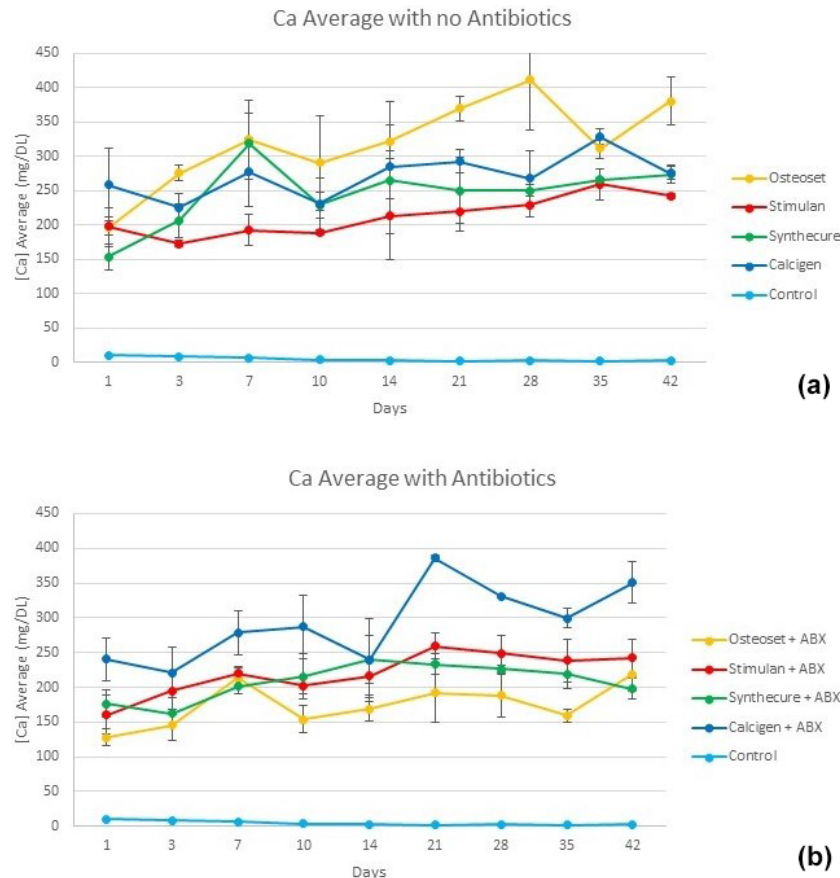 Ca Average with no Antibiotics
[Ca] Average (mg/DL)
450
400
350
300
250
200
150
100
50
0
1 3 7 10 14 21 28 35 42
Days
Osteoset
Stimulan
Synthecure
Calcigen
Control
(a)
Ca Average with Antibiotics
[Ca] Average (mg/DL)
450
400
350
300
250
200
150
100
50
0
1 3 7 10 14 21 28 35 42
Days
Osteoset + ABX
Stimulan + ABX
Synthecure + ABX
Calcigen + ABX
Control
(b)